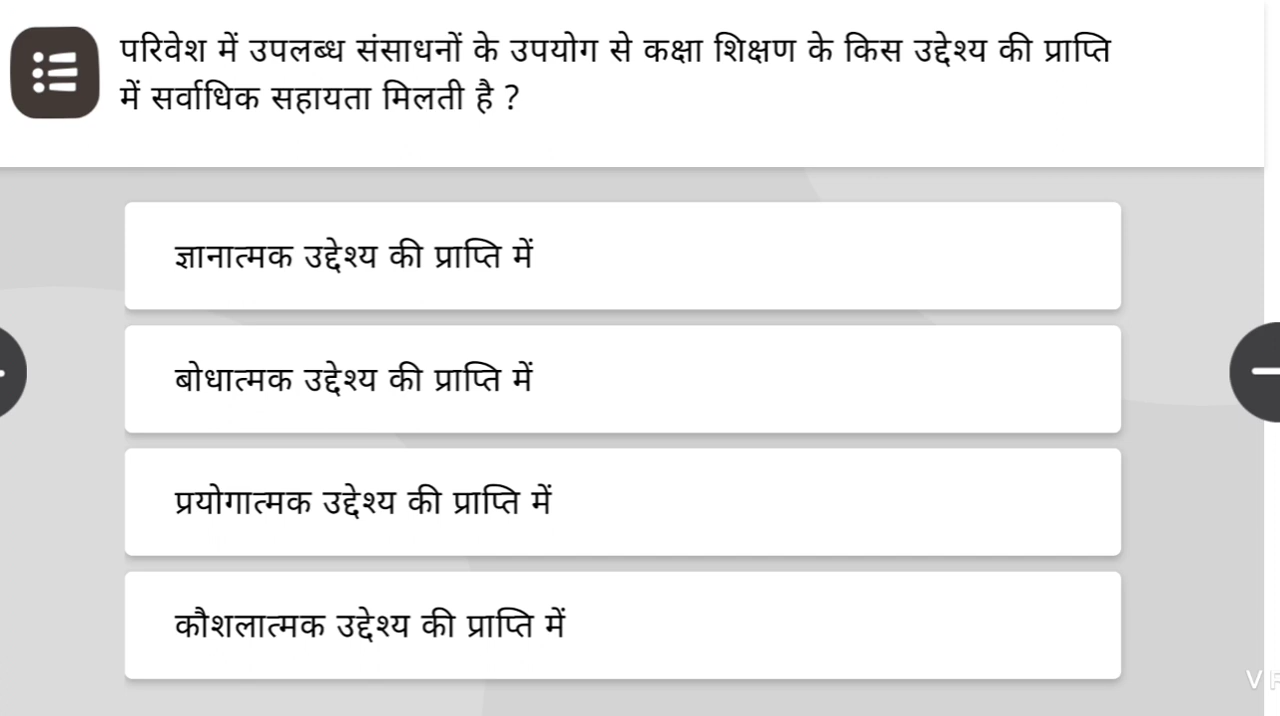 परिवेश में उपलब्ध संसाधनों के उपयोग से कक्षा शिक्षण के किस उद्देश्य की प्राप्ति
में सर्वाधिक सहायता मिलती है ?
ज्ञानात्मक उद्देश्य की प्राप्ति में
बोधात्मक उद्देश्य की प्राप्ति में
प्रयोगात्मक उद्देश्य की प्राप्ति में
कौशलात्मक उद्देश्य की प्राप्ति में